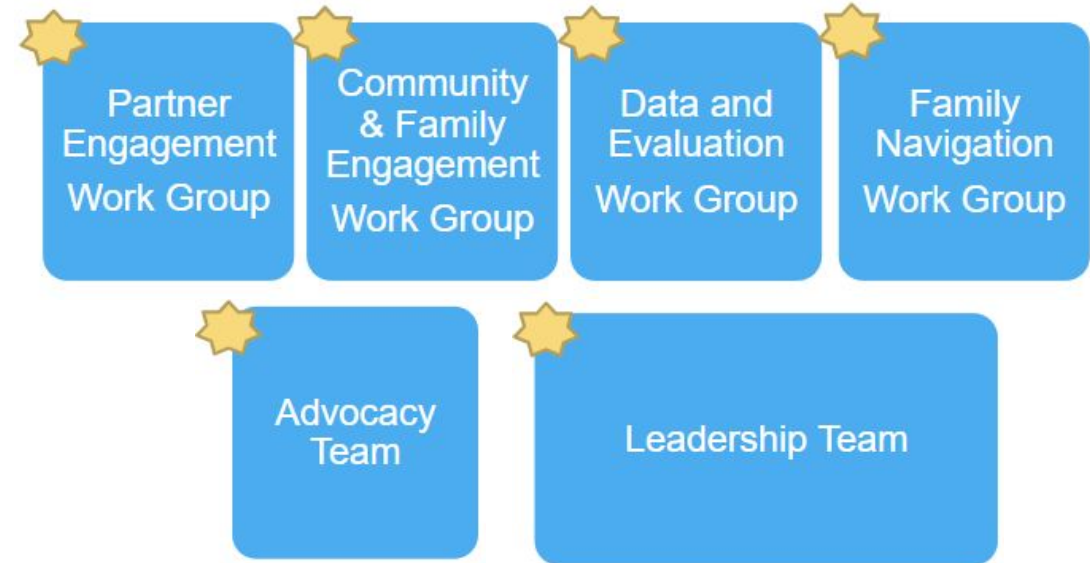 Partner
Engagement
Work Group
Community
& Family
Engagement
Work Group
Data and
Evaluation
Work Group
Family
Navigation
Work Group
Advocacy
Team
Leadership Team